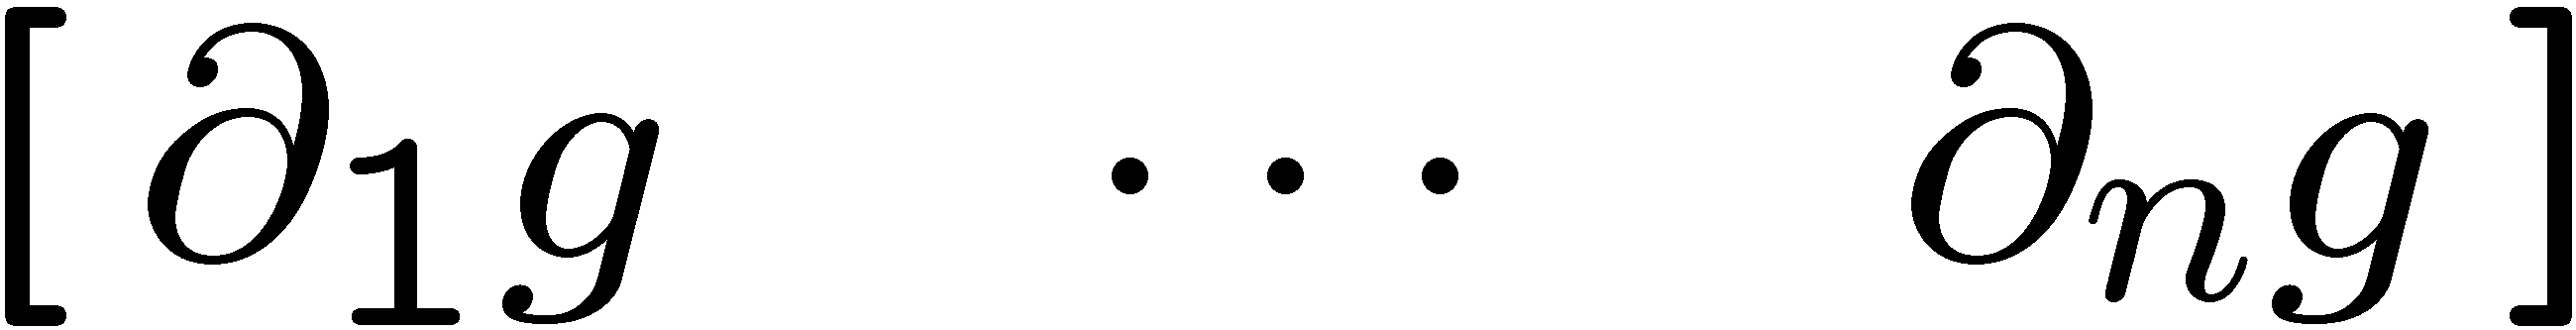 [ ∂₁g ⋯ ∂ₙg ]